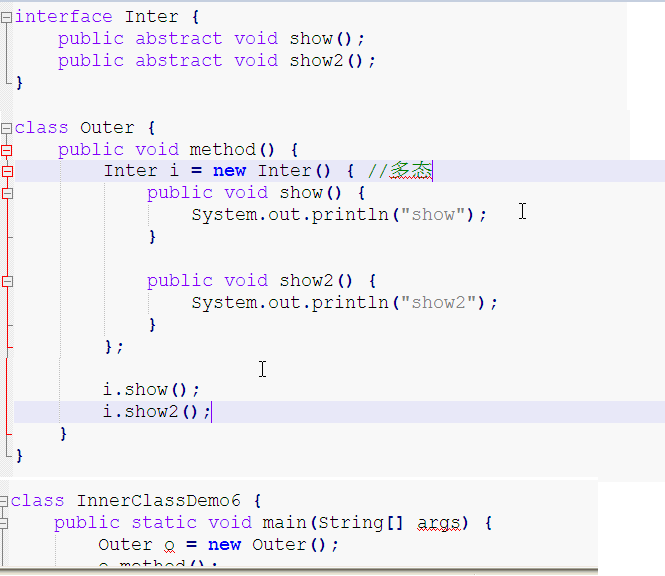 interface Inter {
public abstract void show();
public abstract void show2();
}
class Outer {
public void method() {
Inter i = new Inter() { //多态
public void show() {
System.out.println("show");
}
public void show2() {
System.out.println("show2");
}
};
i.show();
i.show2();
}
}
class InnerClassDemo6 {
public static void main(String[] args) {
Outer o = new Outer();
o.method();